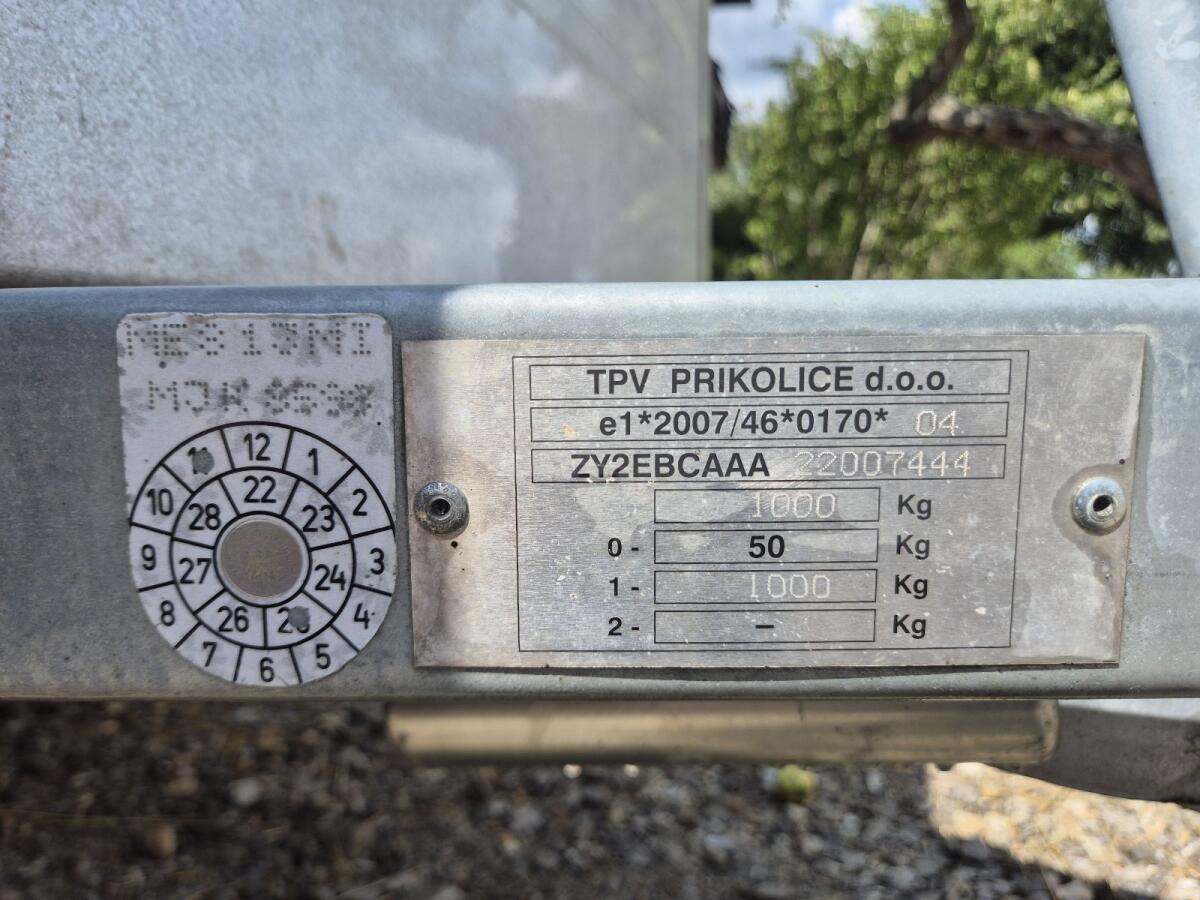 12
1
10
2
22
28
23
9
3
27
24
8
26
4
7
6
5
TPV PRIKOLICE d.o.o.
e1*2007/46*0170* 04
ZY2EBCAAA 22007444
1000 Kg
0- 50 Kg
1- 1000 Kg
2- – Kg